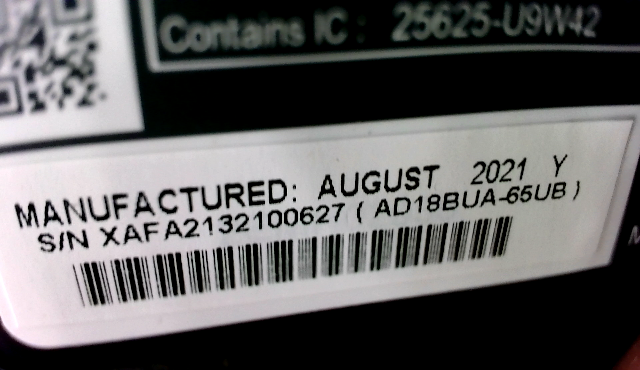 Contains IC : 25625-U9W42
MANUFACTURED: AUGUST 2021 Y
S/N XAFA2132100627 ( AD18BUA-65UB )
M